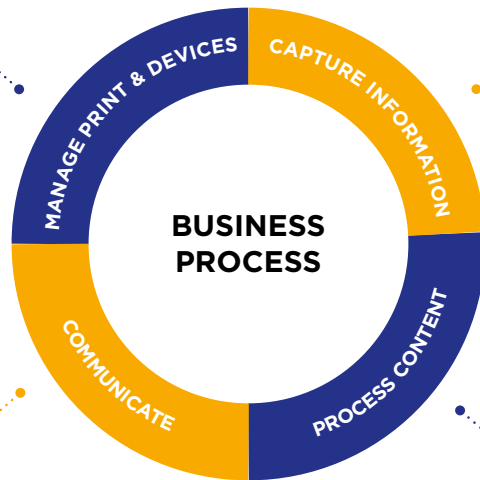 MANAGE PRINT & DEVICES
CAPTURE INFORMATION
BUSINESS
PROCESS
COMMUNICATE
PROCESS CONTENT